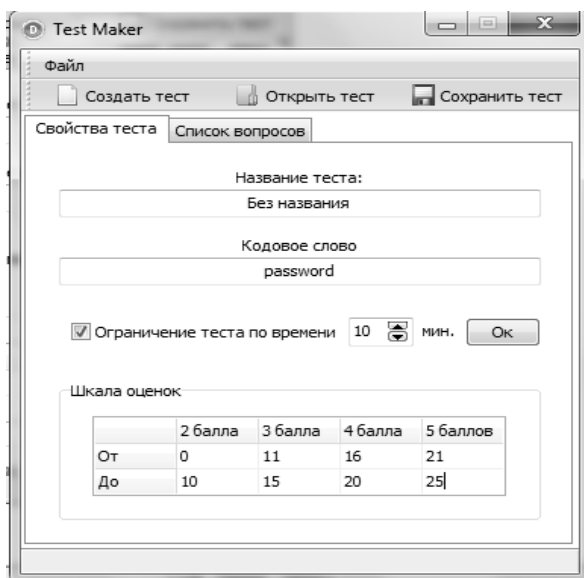 Test Maker
Файл
Создать тест Открыть тест Сохранить тест
Свойства теста Список вопросов
Название теста:
Без названия
Кодовое слово
password
Ограничение теста по времени 10 мин. Ок
Шкала оценок
2 балла 3 балла 4 балла 5 баллов
От 0 11 16 21
До 10 15 20 25